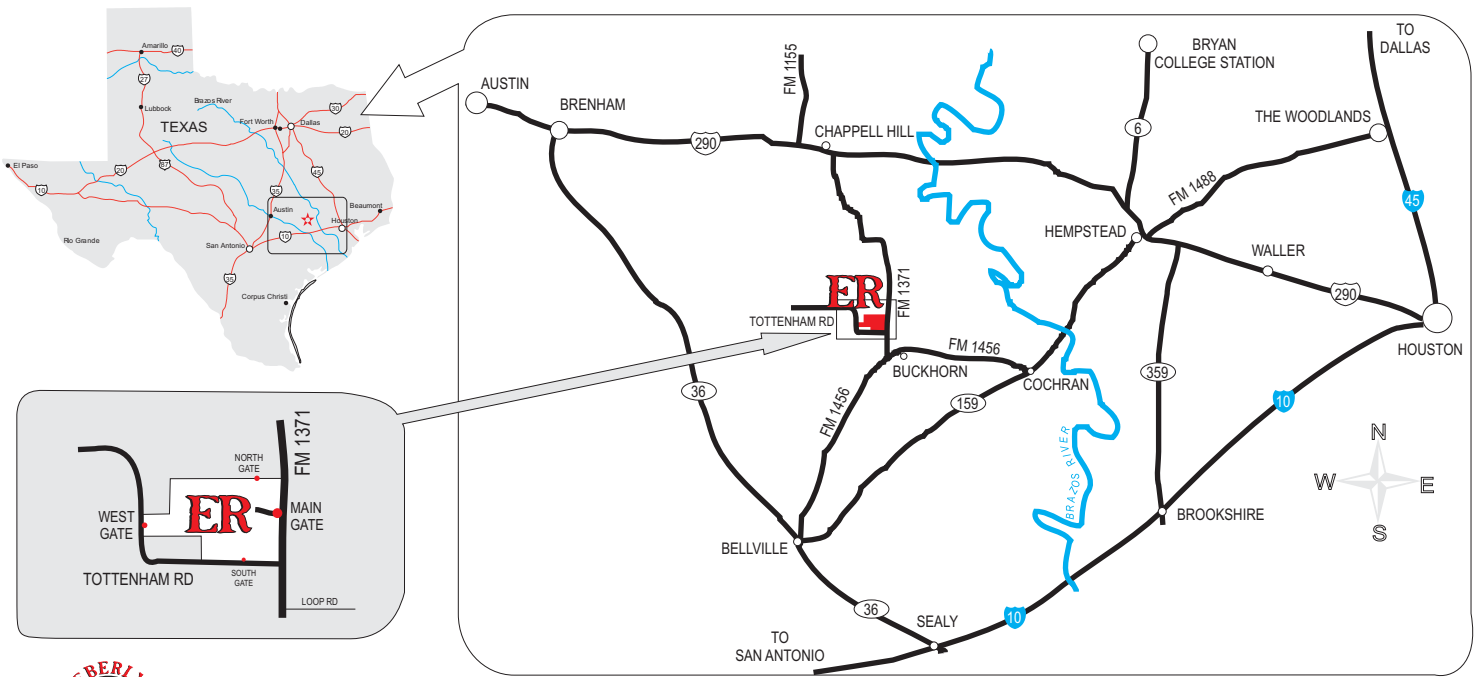 Amarillo
40
27
Lubbock
Brazos River
30
TEXAS
Fort Worth
Dallas
20
El Paso
20
87
45
10
35
Austin
Beaumont
Houston
10
San Antonio
Rio Grande
35
Corpus Christi
AUSTIN
BRENHAM
FM 1155
290
CHAPPELL HILL
BRYAN
COLLEGE STATION
TO
DALLAS
6
THE WOODLANDS
FM 1488
45
HEMPSTEAD
WALLER
290
HOUSTON
ER
FM 1371
TOTTENHAM RD
FM 1456
BUCKHORN
COCHRAN
359
36
FM 1456
159
10
BRAZOS RIVER
N
W
E
S
BROOKSHIRE
BELLVILLE
36
SEALY
10
TO
SAN ANTONIO
FM 1371
NORTH
GATE
ER
MAIN
GATE
WEST
GATE
TOTTENHAM RD
SOUTH
GATE
LOOP RD